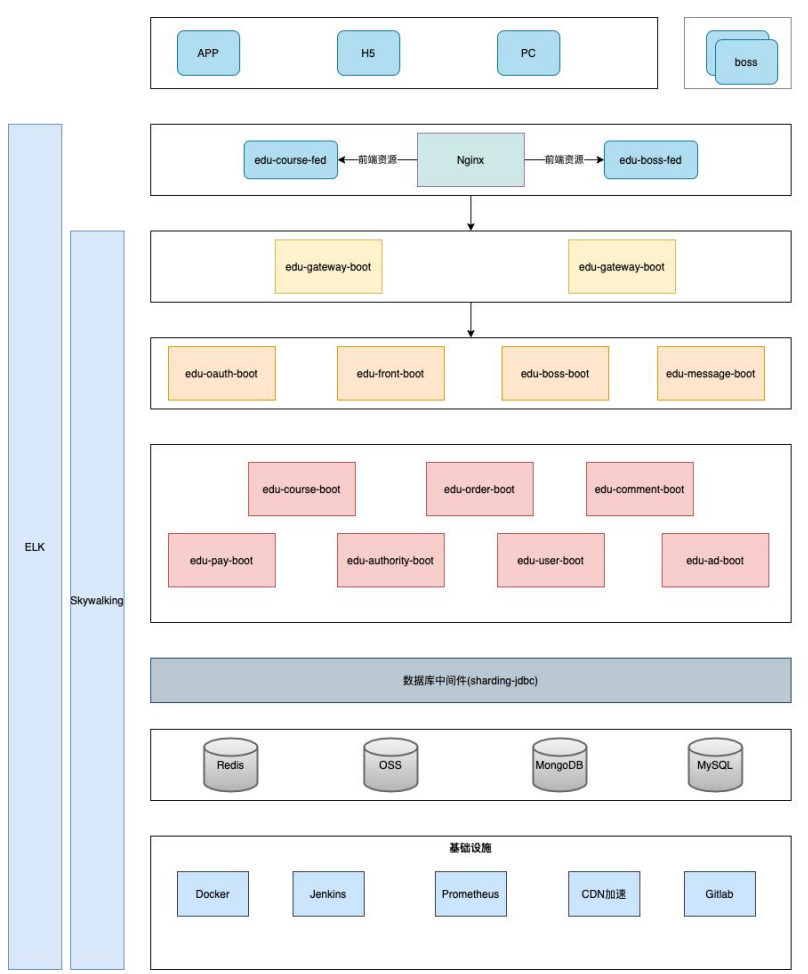 APP
H5
PC
boss
edu-course-fed
前端资源
Nginx
前端资源
edu-boss-fed
edu-gateway-boot
edu-gateway-boot
edu-oauth-boot
edu-front-boot
edu-boss-boot
edu-message-boot
edu-course-boot
edu-order-boot
edu-comment-boot
ELK
edu-pay-boot
edu-authority-boot
edu-user-boot
edu-ad-boot
Skywalking
数据库中间件(sharding-jdbc)
Redis
OSS
MongoDB
MySQL
基础设施
Docker
Jenkins
Prometheus
CDN加速
Gitlab